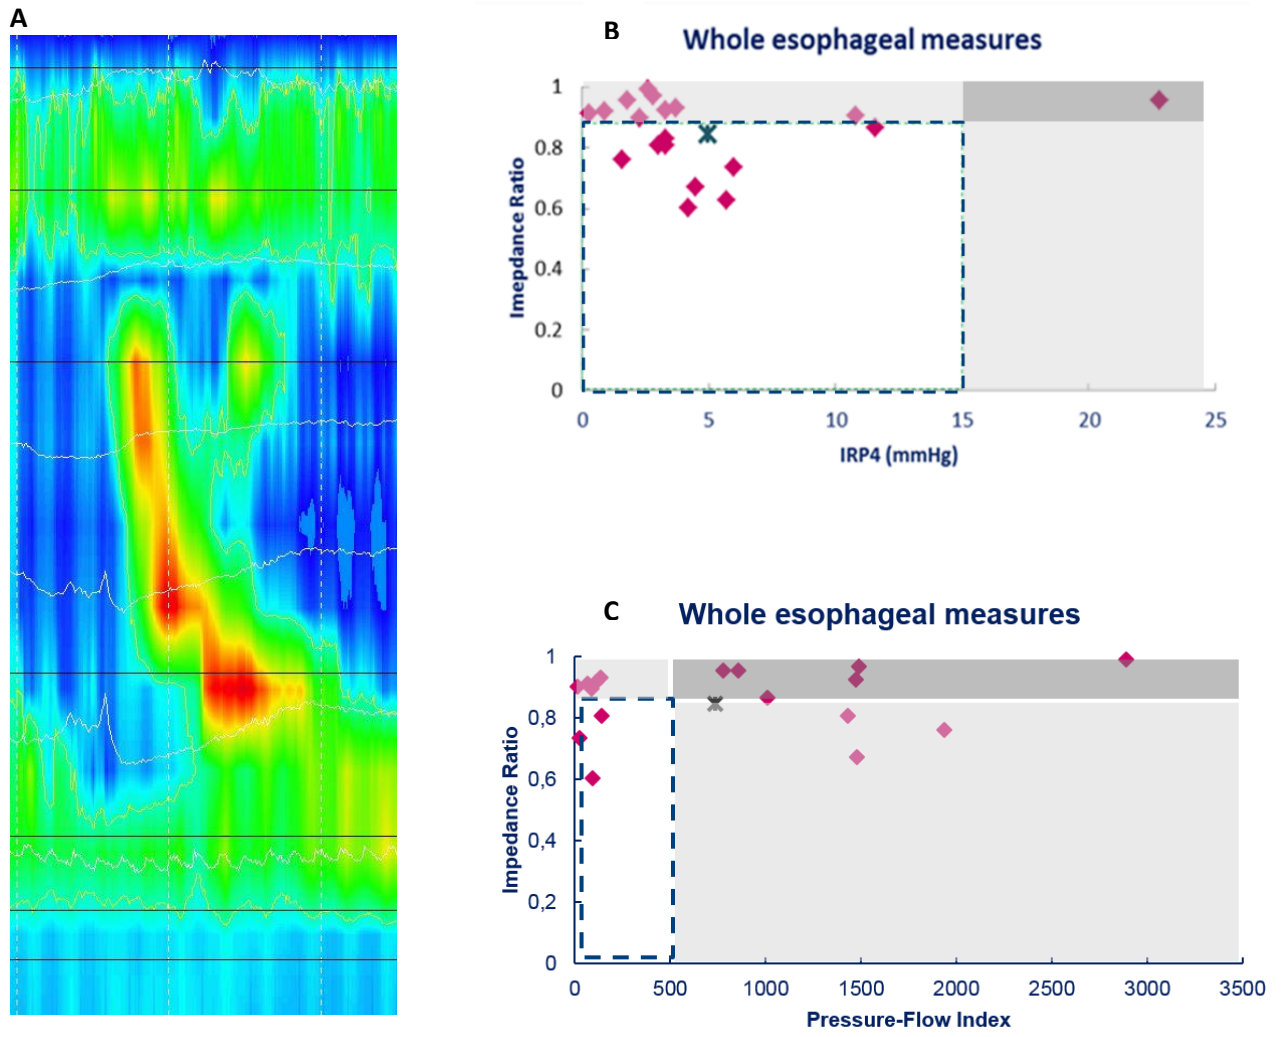 A
B
Whole esophageal measures
1
0.8
0.6
0.4
0.2
0
Imepdance Ratio
0 5 10 15 20 25
IRP4 (mmHg)
C
Whole esophageal measures
1
0,8
0,6
0,4
0,2
0
Impedance Ratio
0 500 1000 1500 2000 2500 3000 3500
Pressure-Flow Index